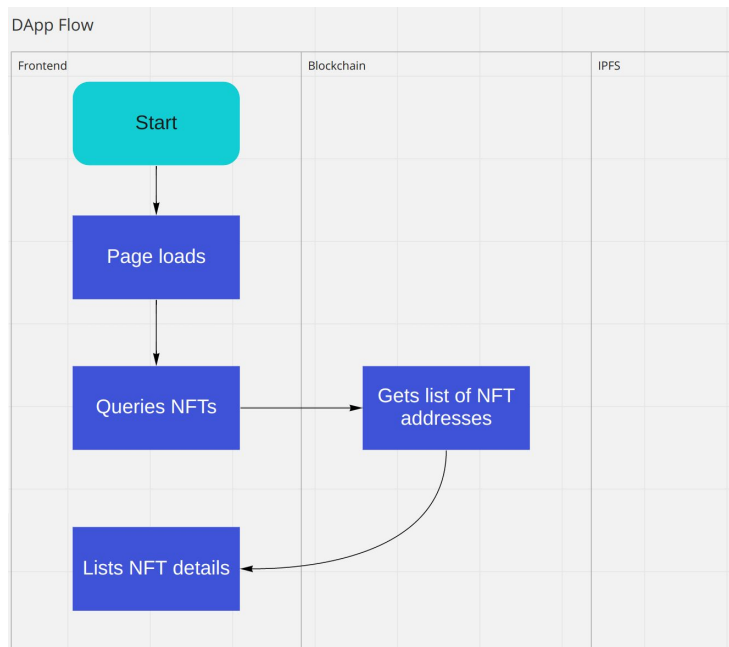 DApp Flow
Frontend
Blockchain
IPFS
Start
Page loads
Queries NFTs
Gets list of NFT
addresses
Lists NFT details